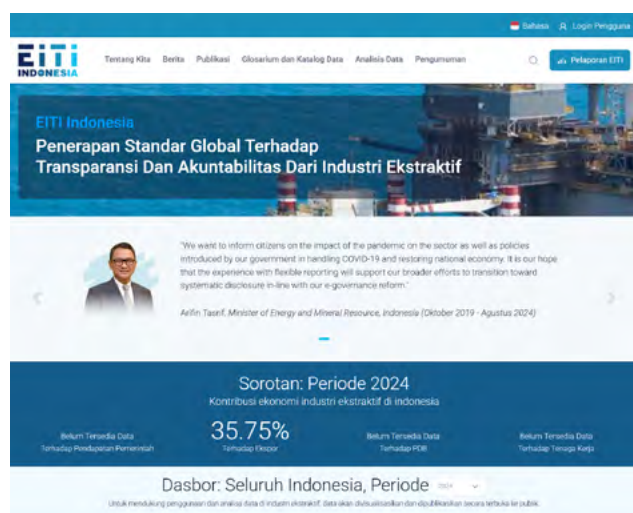 Bahasa Login Pengguna
EITI
INDONESIA
Tentang Kita Berita Publikasi Glosarium dan Katalog Data Analisis Data Pengumuman
Pelaporan EITI
EITI Indonesia
Penerapan Standar Global Terhadap
Transparansi Dan Akuntabilitas Dari Industri Ekstraktif
"We want to inform citizens on the impact of the pandemic on the sector as well as policies
introduced by our government in handling COVID-19 and restoring national economy. It is our hope
that the experience with flexible reporting will support our broader efforts to transition toward
systematic disclosure in-line with our e-governance reform."
Arifin Tasrif, Minister of Energy and Mineral Resource, Indonesia (Oktober 2019 - Agustus 2024)
Sorotan: Periode 2024
Kontribusi ekonomi industri ekstraktif di indonesia
Belum Tersedia Data
Terhadap Pendapatan Pemerintah
35.75%
Terhadap Ekspor
Belum Tersedia Data
Terhadap PDB
Belum Tersedia Data
Terhadap Tenaga Kerja
Dasbor: Seluruh Indonesia, Periode 2024
Untuk mendukung penggunaan dan analisa data di industri ekstraktif, data akan divisualisasikan dan dipublikasikan secara terbuka ke publik.